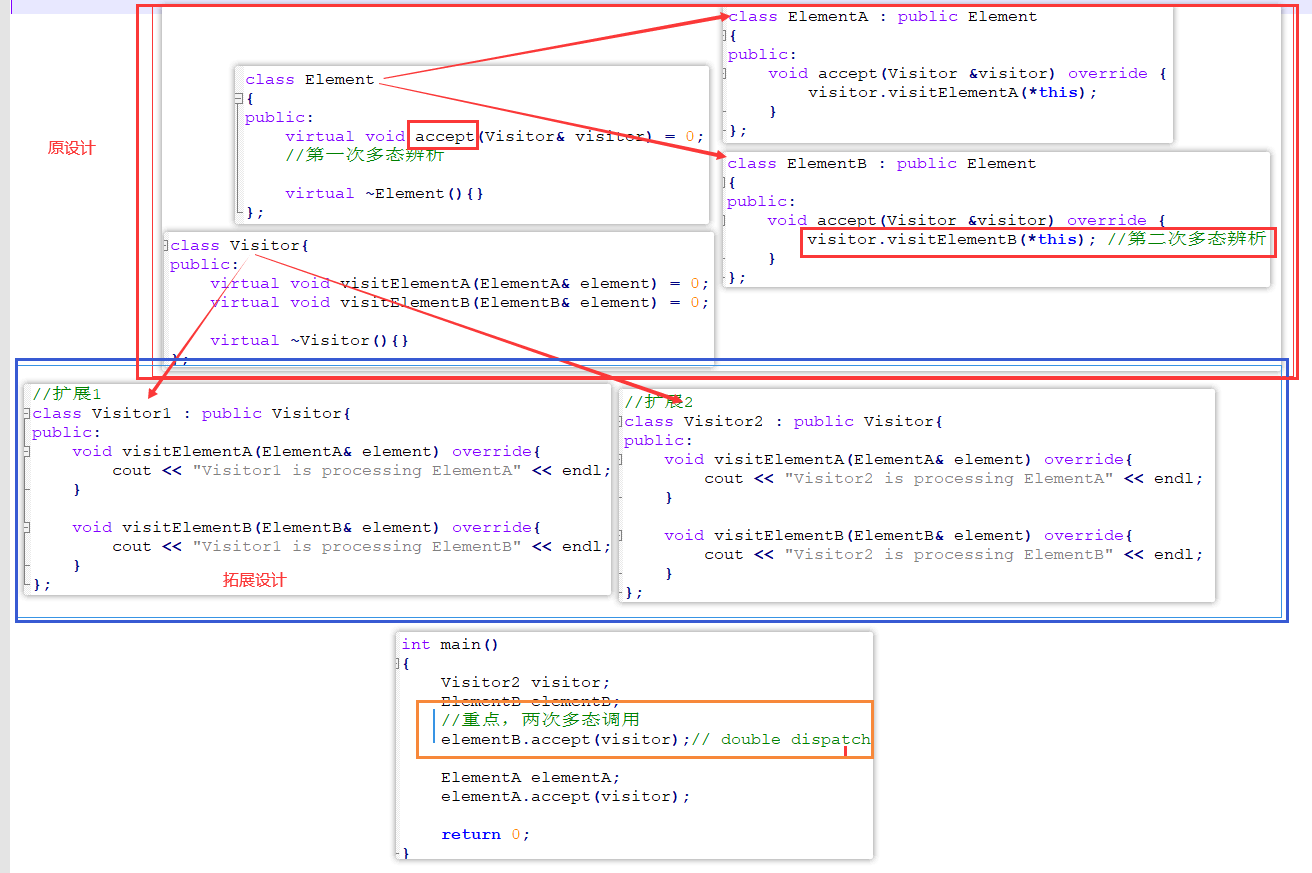 原设计
class Element
{
public:
    virtual void accept(Visitor& visitor) = 0;
    //第一次多态辨析
    virtual ~Element(){}
};
class ElementA : public Element
{
public:
    void accept(Visitor &visitor) override {
        visitor.visitElementA(*this);
    }
};
class ElementB : public Element
{
public:
    void accept(Visitor &visitor) override {
        visitor.visitElementB(*this); //第二次多态辨析
    }
};
class Visitor{
public:
    virtual void visitElementA(ElementA& element) = 0;
    virtual void visitElementB(ElementB& element) = 0;
    virtual ~Visitor(){}
};
//扩展1
class Visitor1 : public Visitor{
public:
    void visitElementA(ElementA& element) override{
        cout << "Visitor1 is processing ElementA" << endl;
    }
    void visitElementB(ElementB& element) override{
        cout << "Visitor1 is processing ElementB" << endl;
    }
};
拓展设计
//扩展2
class Visitor2 : public Visitor{
public:
    void visitElementA(ElementA& element) override{
        cout << "Visitor2 is processing ElementA" << endl;
    }
    void visitElementB(ElementB& element) override{
        cout << "Visitor2 is processing ElementB" << endl;
    }
};
int main()
{
    Visitor2 visitor;
    ElementB elementB;
    //重点，两次多态调用
    elementB.accept(visitor);// double dispatch
    ElementA elementA;
    elementA.accept(visitor);
    return 0;
}